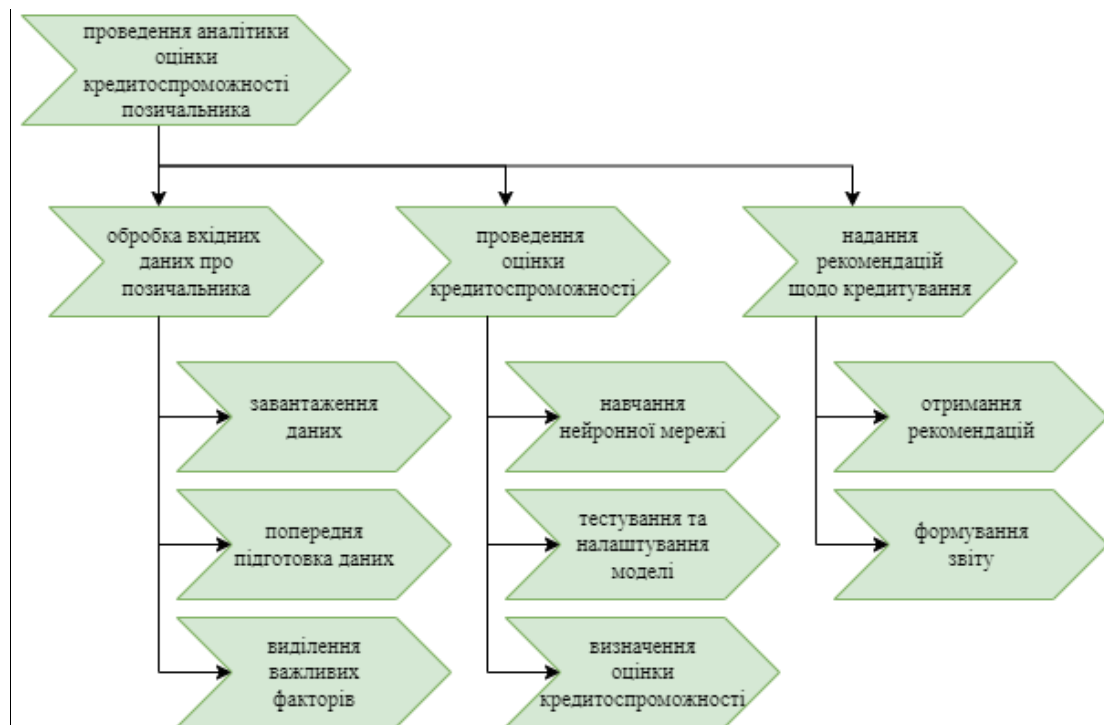 проведення аналітики
оцінки
кредитоспроможності
позичальника
обробка вхідних
даних про
позичальника
проведення
оцінки
кредитоспроможності
надання
рекомендацій
щодо кредитування
завантаження
даних
попередня
підготовка даних
виділення
важливих
факторів
навчання
нейронної мережі
тестування та
налаштування
моделі
визначення
оцінки
кредитоспроможності
отримання
рекомендацій
формування
звіту